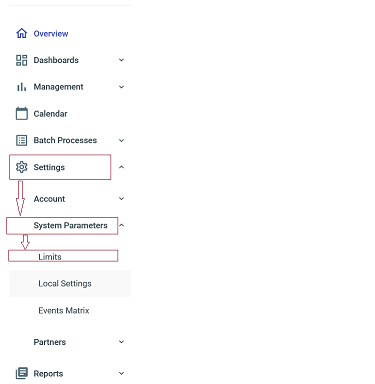 Overview
Dashboards
Management
Calendar
Batch Processes
Settings
Account
System Parameters
Limits
Local Settings
Events Matrix
Partners
Reports